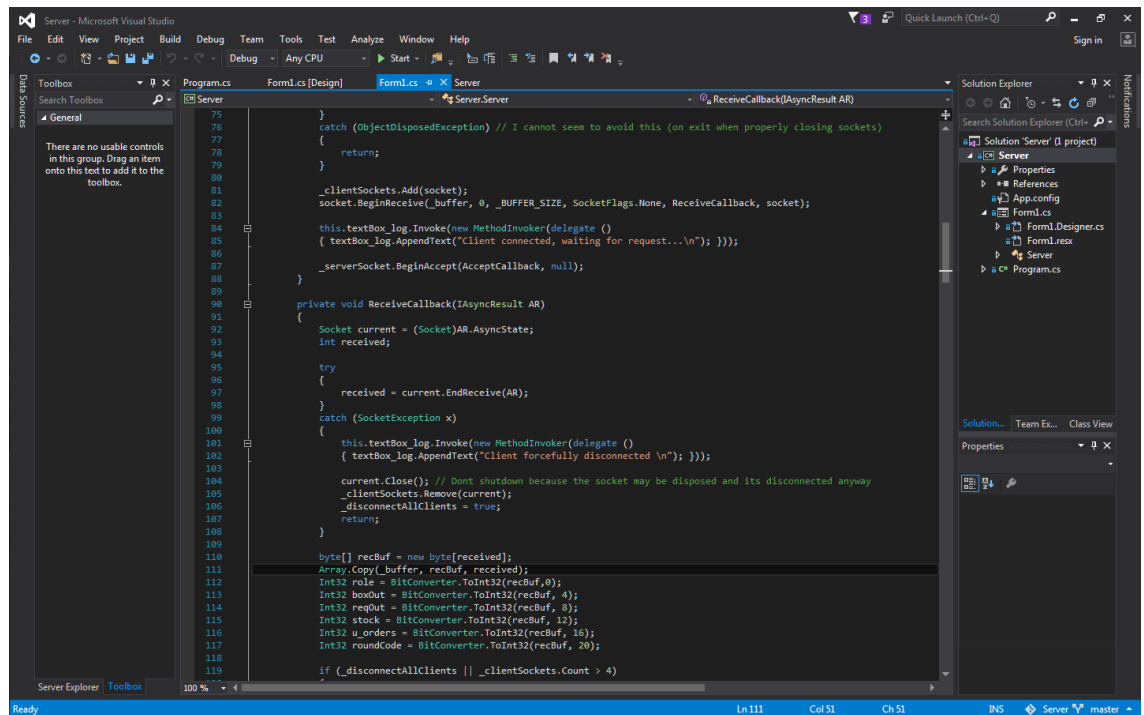 Server - Microsoft Visual Studio
3
Quick Launch (Ctrl+Q)
File Edit View Project Build Debug Team Tools Test Analyze Window Help
Sign in
Debug Any CPU Start
Data Sources
Toolbox
Search Toolbox
General
There are no usable controls
in this group. Drag an item
onto this text to add it to the
toolbox.
Server Explorer Toolbox
Program.cs Form1.cs [Design] Form1.cs Server
Server Server.Server ReceiveCallback(IAsyncResult AR)
75 }
76 catch (ObjectDisposedException) // I cannot seem to avoid this (on exit when properly closing sockets)
77 {
78 return;
79 }
80
81 _clientSockets.Add(socket);
82 socket.BeginReceive(_buffer, 0, _BUFFER_SIZE, SocketFlags.None, ReceiveCallback, socket);
83
84 this.textBox_log.Invoke(new MethodInvoker(delegate ()
85 { textBox_log.AppendText("Client connected, waiting for request...\n"); }));
86
87 _serverSocket.BeginAccept(AcceptCallback, null);
88 }
89
90 private void ReceiveCallback(IAsyncResult AR)
91 {
92 Socket current = (Socket)AR.AsyncState;
93 int received;
94
95 try
96 {
97 received = current.EndReceive(AR);
98 }
99 catch (SocketException x)
100 {
101 this.textBox_log.Invoke(new MethodInvoker(delegate ()
102 { textBox_log.AppendText("Client forcefully disconnected \n"); }));
103
104 current.Close(); // Dont shutdown because the socket may be disposed and its disconnected anyway
105 _clientSockets.Remove(current);
106 _disconnectAllClients = true;
107 return;
108 }
109
110 byte[] recBuf = new byte[received];
111 Array.Copy(_buffer, recBuf, received);
112 Int32 role = BitConverter.ToInt32(recBuf,0);
113 Int32 boxOut = BitConverter.ToInt32(recBuf, 4);
114 Int32 reqOut = BitConverter.ToInt32(recBuf, 8);
115 Int32 stock = BitConverter.ToInt32(recBuf, 12);
116 Int32 u_orders = BitConverter.ToInt32(recBuf, 16);
117 Int32 roundCode = BitConverter.ToInt32(recBuf, 20);
118
119 if (_disconnectAllClients || _clientSockets.Count > 4)
100 %
Solution Explorer
Search Solution Explorer (Ctrl+
Solution 'Server' (1 project)
Server
Properties
References
App.config
Form1.cs
Form1.Designer.cs
Form1.resx
Server
C# Program.cs
Solution... Team Ex... Class View
Properties
Notifications
Ready Ln 111 Col 51 Ch 51 INS Server master